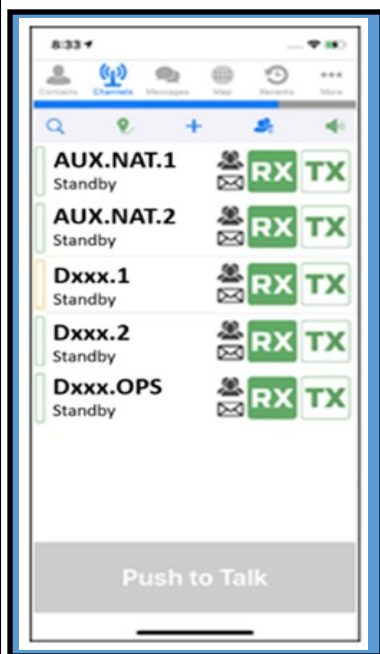 8:33
Contacts Channels Messages Map Recents More
AUX.NAT.1
Standby
RX TX
AUX.NAT.2
Standby
RX TX
Dxxx.1
Standby
RX TX
Dxxx.2
Standby
RX TX
Dxxx.OPS
Standby
RX TX
Push to Talk